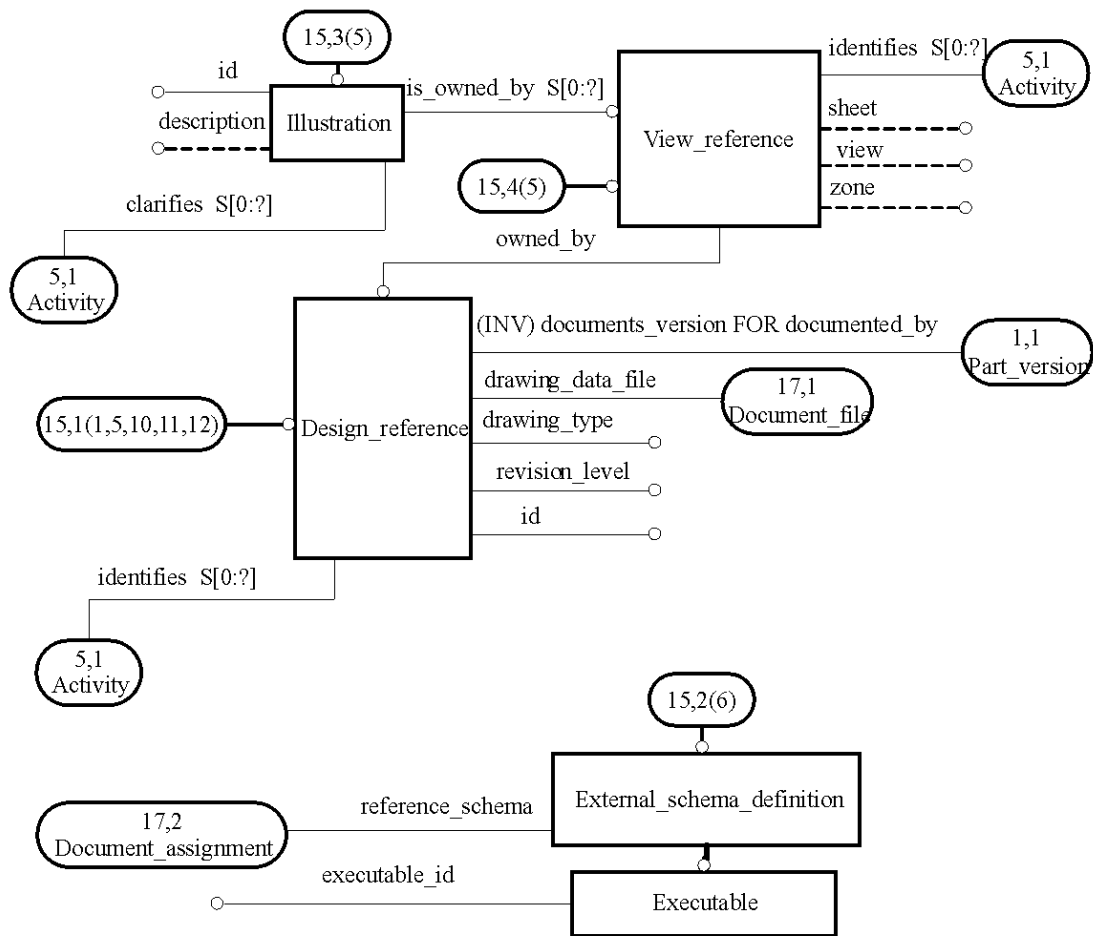 15,3(5)
id
description
Illustration
is_owned_by S[0:?]
identifies S[0:?]
5,1
Activity
sheet
view
zone
View_reference
15,4(5)
clarifies S[0:?]
owned_by
5,1
Activity
(INV) documents_version FOR documented_by
1,1
Part_version
drawing_data_file
17,1
Document_file
15,1(1,5,10,11,12)
Design_reference
drawing_type
revision_level
id
identifies S[0:?]
5,1
Activity
15,2(6)
External_schema_definition
reference_schema
17,2
Document_assignment
executable_id
Executable